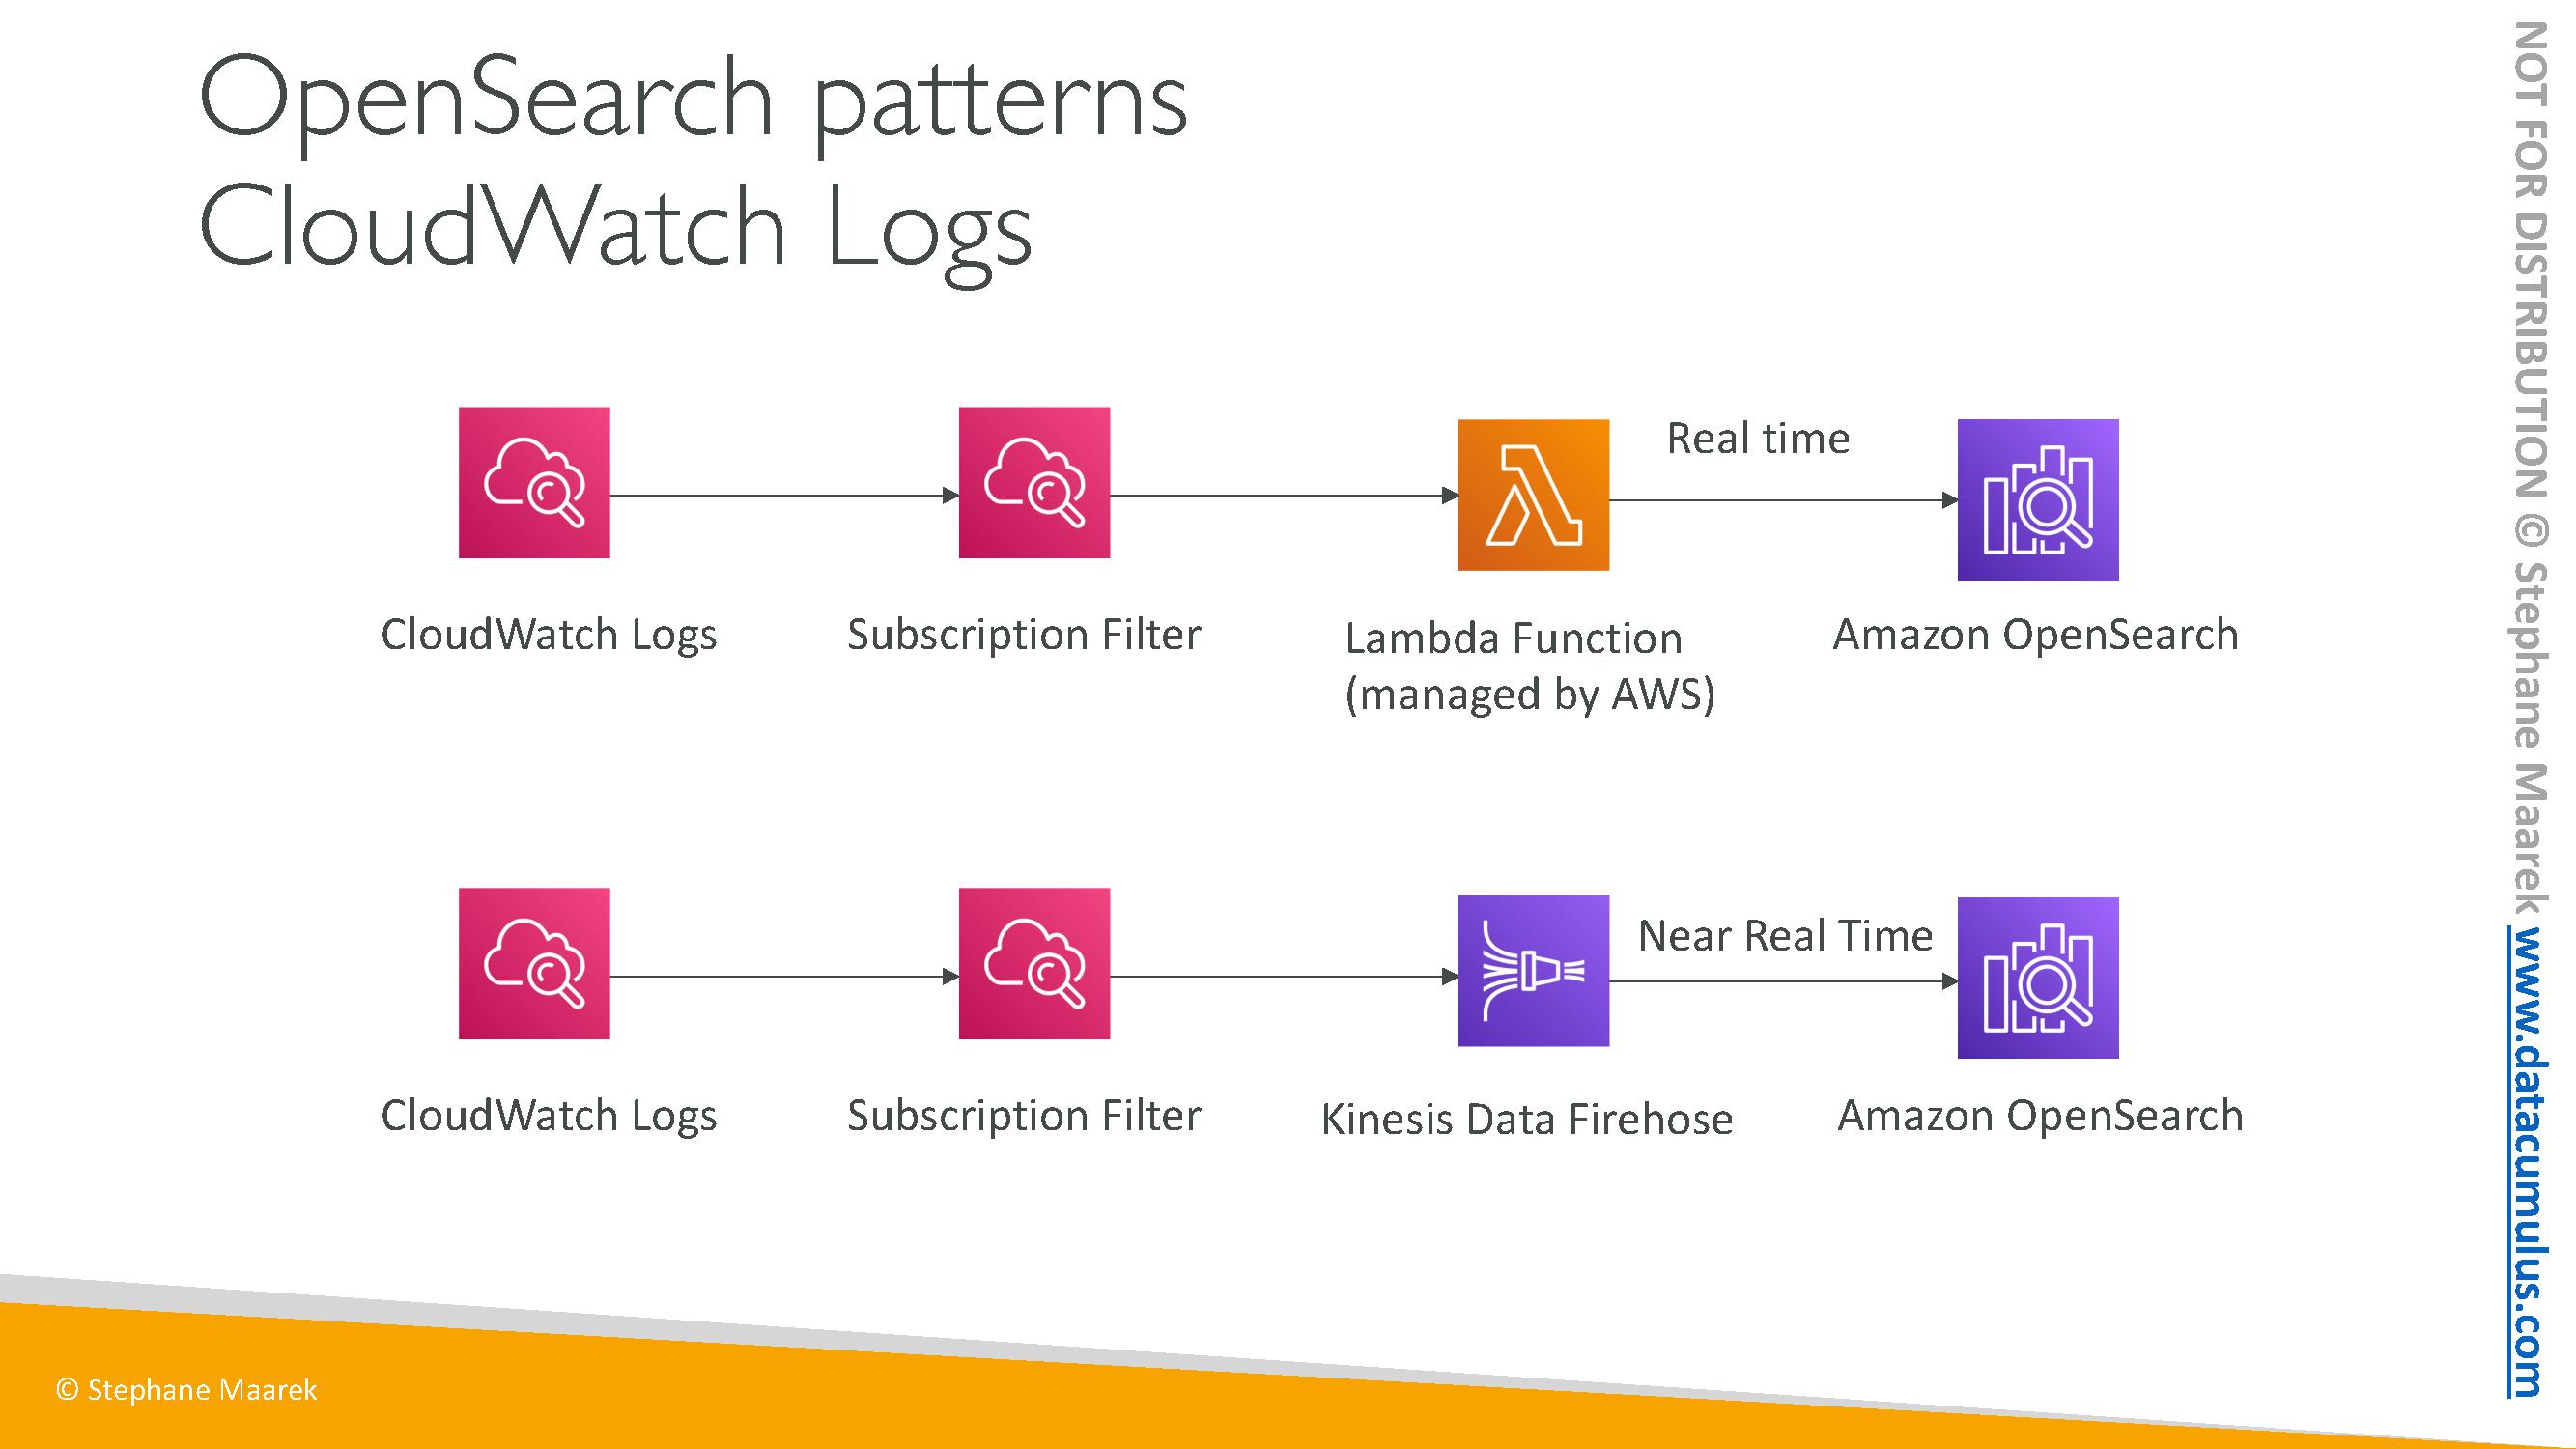 OpenSearch patterns
CloudWatch Logs
Real time
CloudWatch Logs
Subscription Filter
Lambda Function
(managed by AWS)
Amazon OpenSearch
Near Real Time
CloudWatch Logs
Subscription Filter
Kinesis Data Firehose
Amazon OpenSearch
© Stephane Maarek
NOT FOR DISTRIBUTION © Stephane Maarek www.datacumulus.com